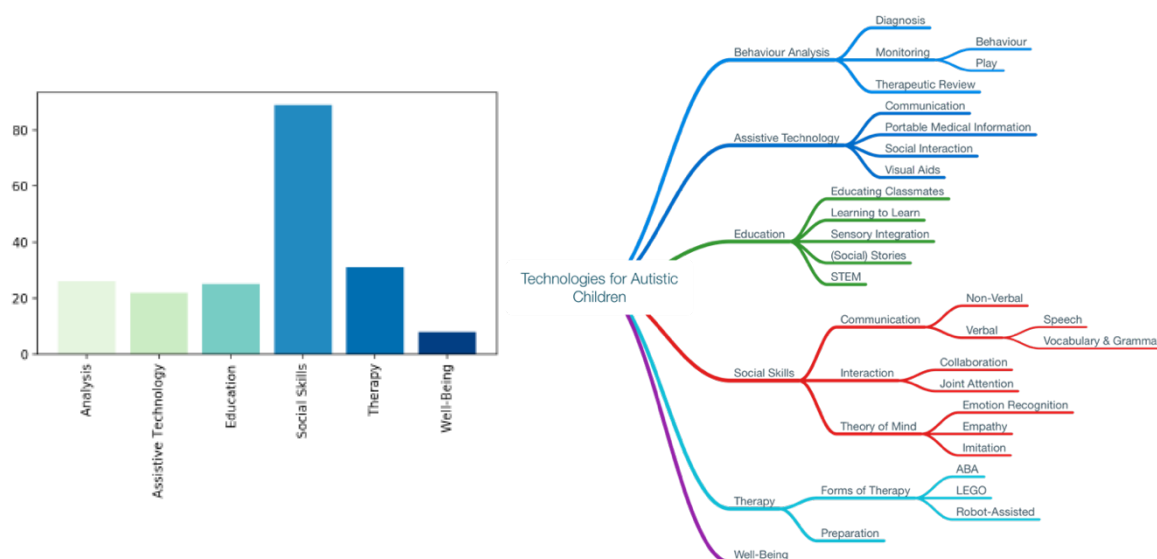 80
60
40
20
0
Analysis
Assistive Technology
Education
Social Skills
Therapy
Well-Being
Technologies for Autistic
Children
Behaviour Analysis
Diagnosis
Monitoring
Behaviour
Play
Therapeutic Review
Assistive Technology
Communication
Portable Medical Information
Social Interaction
Visual Aids
Education
Educating Classmates
Learning to Learn
Sensory Integration
(Social) Stories
STEM
Social Skills
Communication
Non-Verbal
Verbal
Speech
Vocabulary & Gramma
Interaction
Collaboration
Joint Attention
Theory of Mind
Emotion Recognition
Empathy
Imitation
Therapy
Forms of Therapy
ABA
LEGO
Robot-Assisted
Preparation
Well-Being